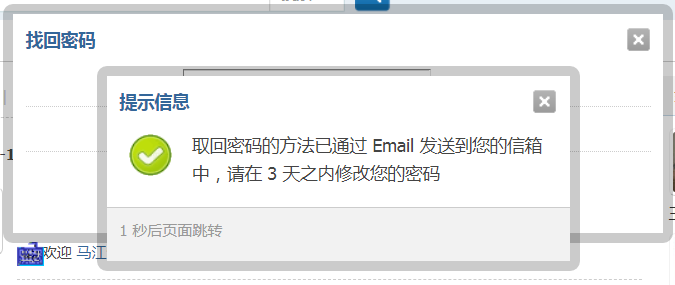 找回密码
提示信息
取回密码的方法已通过 Email 发送到您的信箱
中，请在 3 天之内修改您的密码
1 秒后页面跳转
欢迎 马江